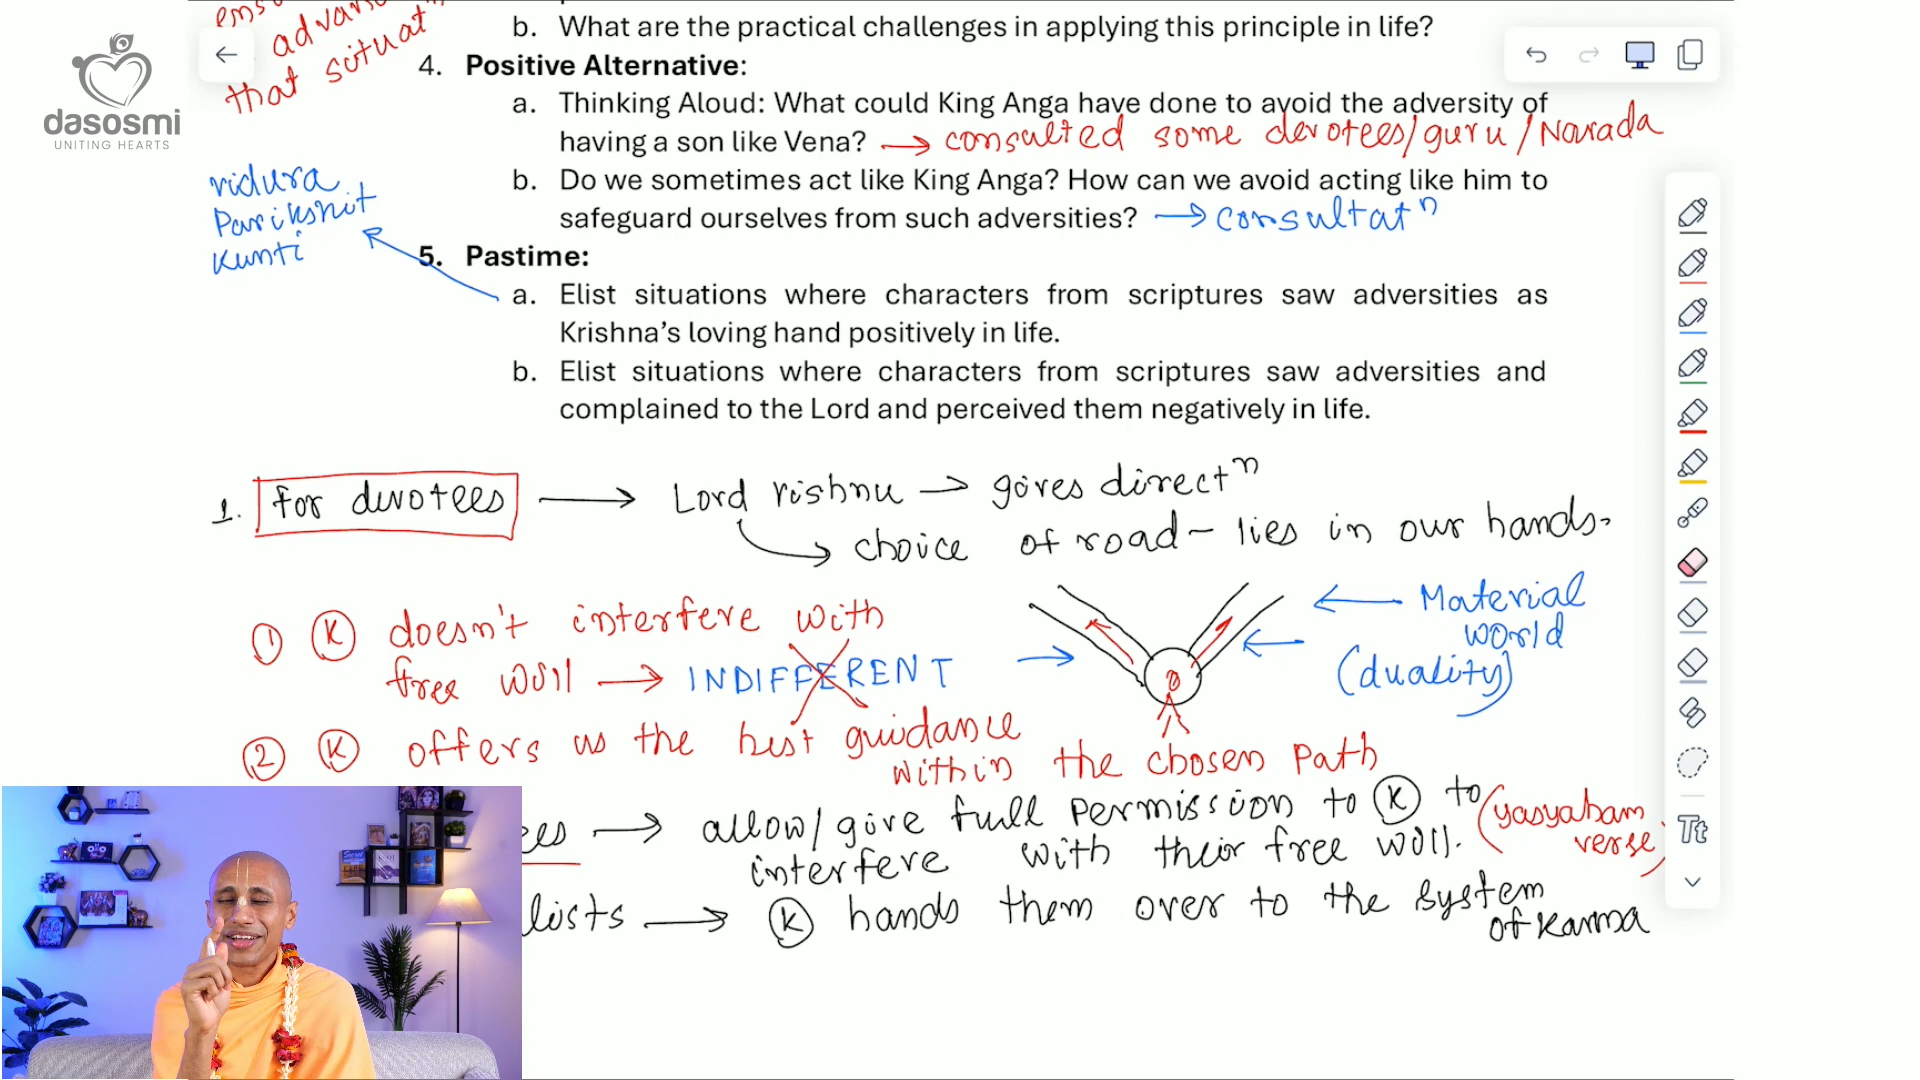 ens
advan
that situatⁿ
dasosmi
UNITING HEARTS
b. What are the practical challenges in applying this principle in life?
4. Positive Alternative:
a. Thinking Aloud: What could King Anga have done to avoid the adversity of
having a son like Vena? → consulted some devotees/guru/Narada
b. Do we sometimes act like King Anga? How can we avoid acting like him to
safeguard ourselves from such adversities? → consultatⁿ
vidura
Parikshit
Kunti
5. Pastime:
a. Elist situations where characters from scriptures saw adversities as
Krishna’s loving hand positively in life.
b. Elist situations where characters from scriptures saw adversities and
complained to the Lord and perceived them negatively in life.
1. for devotees → Lord vishnu → gives directⁿ
choice of road – lies in our hands.
① Ⓚ doesn't interfere with
free will → INDIFFERENT
← Material
world
(duality)
② Ⓚ offers us the best guidance
within the chosen path
ees → allow/give full permission to Ⓚ to
interfere with their free will.
(yasyaham
verse)
lists → Ⓚ hands them over to the system
of karma
Tt